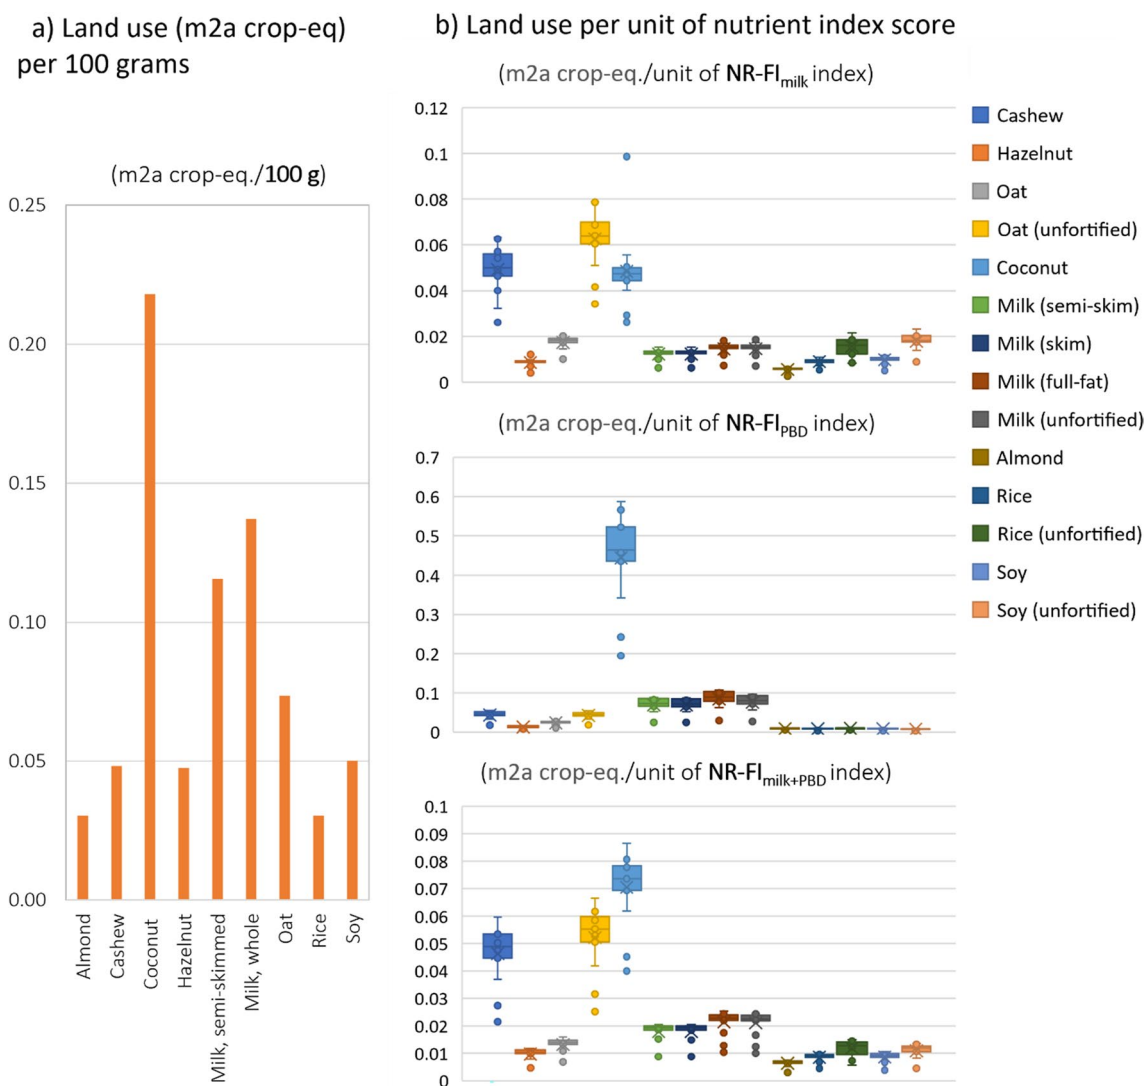 a) Land use (m2a crop-eq)
per 100 grams
(m2a crop-eq./100 g)
0.25
0.20
0.15
0.10
0.05
0.00
Almond
Cashew
Coconut
Hazelnut
Milk, semi-skimmed
Milk, whole
Oat
Rice
Soy
b) Land use per unit of nutrient index score
(m2a crop-eq./unit of NR-FImilk index)
0.12
0.1
0.08
0.06
0.04
0.02
0
(m2a crop-eq./unit of NR-FIPBD index)
0.7
0.6
0.5
0.4
0.3
0.2
0.1
0
(m2a crop-eq./unit of NR-FImilk+PBD index)
0.1
0.09
0.08
0.07
0.06
0.05
0.04
0.03
0.02
0.01
0
Cashew
Hazelnut
Oat
Oat (unfortified)
Coconut
Milk (semi-skim)
Milk (skim)
Milk (full-fat)
Milk (unfortified)
Almond
Rice
Rice (unfortified)
Soy
Soy (unfortified)